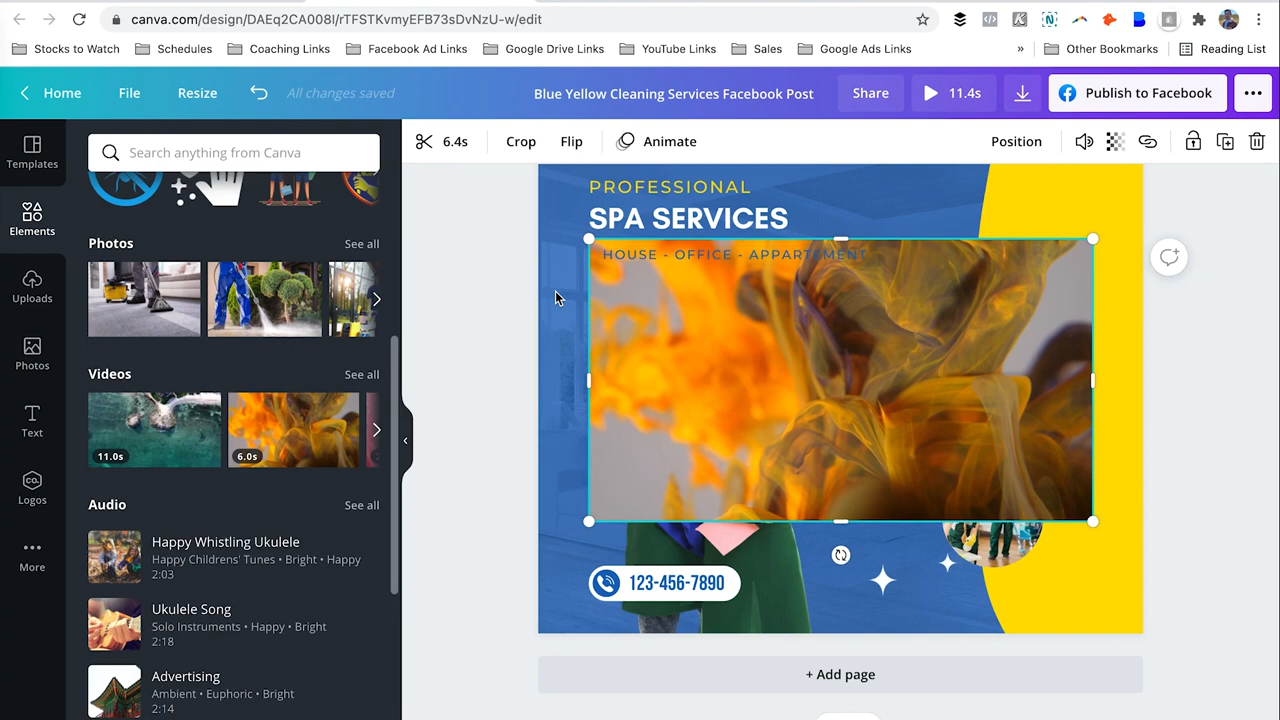 canva.com/design/DAEq2CA008I/rTFSTKvmyEFB73sDvNzU-w/edit
Stocks to Watch
Schedules
Coaching Links
Facebook Ad Links
Google Drive Links
YouTube Links
Sales
Google Ads Links
»
Other Bookmarks
Reading List
Home
File
Resize
All changes saved
Blue Yellow Cleaning Services Facebook Post
Share
11.4s
Publish to Facebook
Templates
Elements
Uploads
Photos
Text
CO.
Logos
More
Search anything from Canva
Photos
See all
Videos
See all
11.0s
6.0s
Audio
See all
Happy Whistling Ukulele
Happy Childrens' Tunes • Bright • Happy
2:03
Ukulele Song
Solo Instruments • Happy • Bright
2:18
Advertising
Ambient • Euphoric • Bright
2:14
6.4s
Crop
Flip
Animate
Position
PROFESSIONAL
SPA SERVICES
HOUSE - OFFICE - APPARTEMENT
123-456-7890
+ Add page